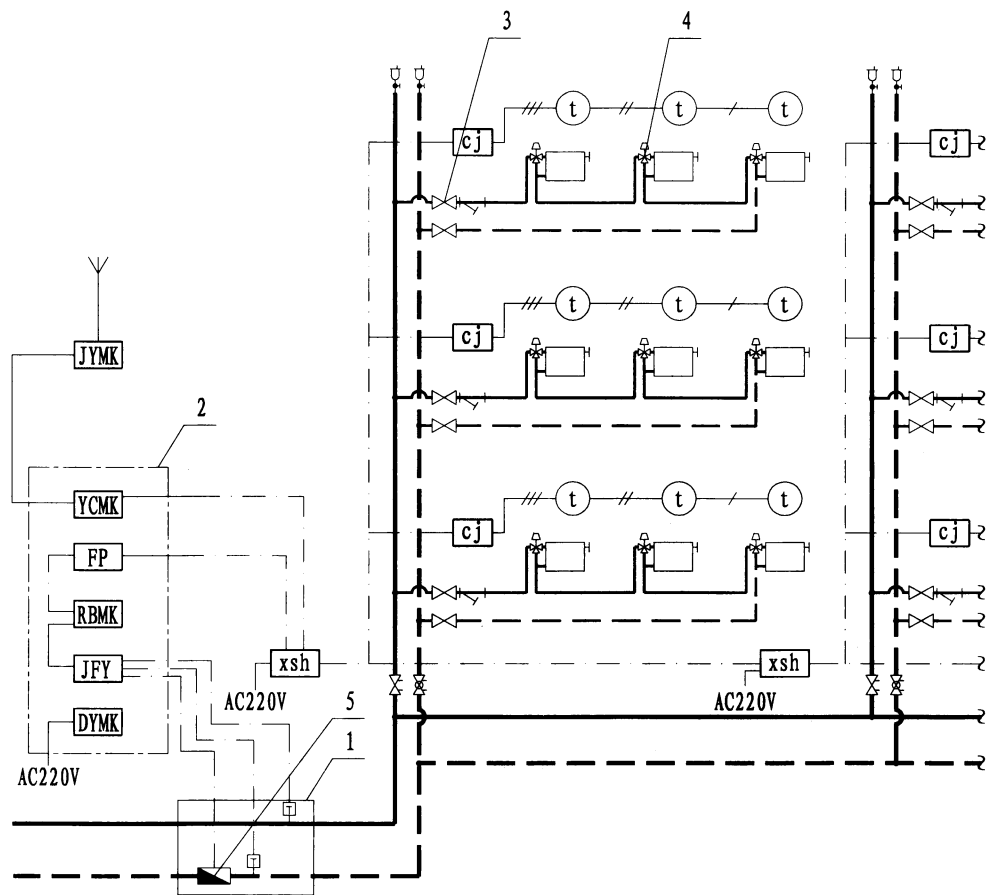 3 4
t t t
cj cj
t t t
cj cj
JYMK
2
YCMK
t t t
cj cj
FP
RBMK
JFY
xsh xsh
AC220V AC220V
5
DYMK
1
AC220V
T
T